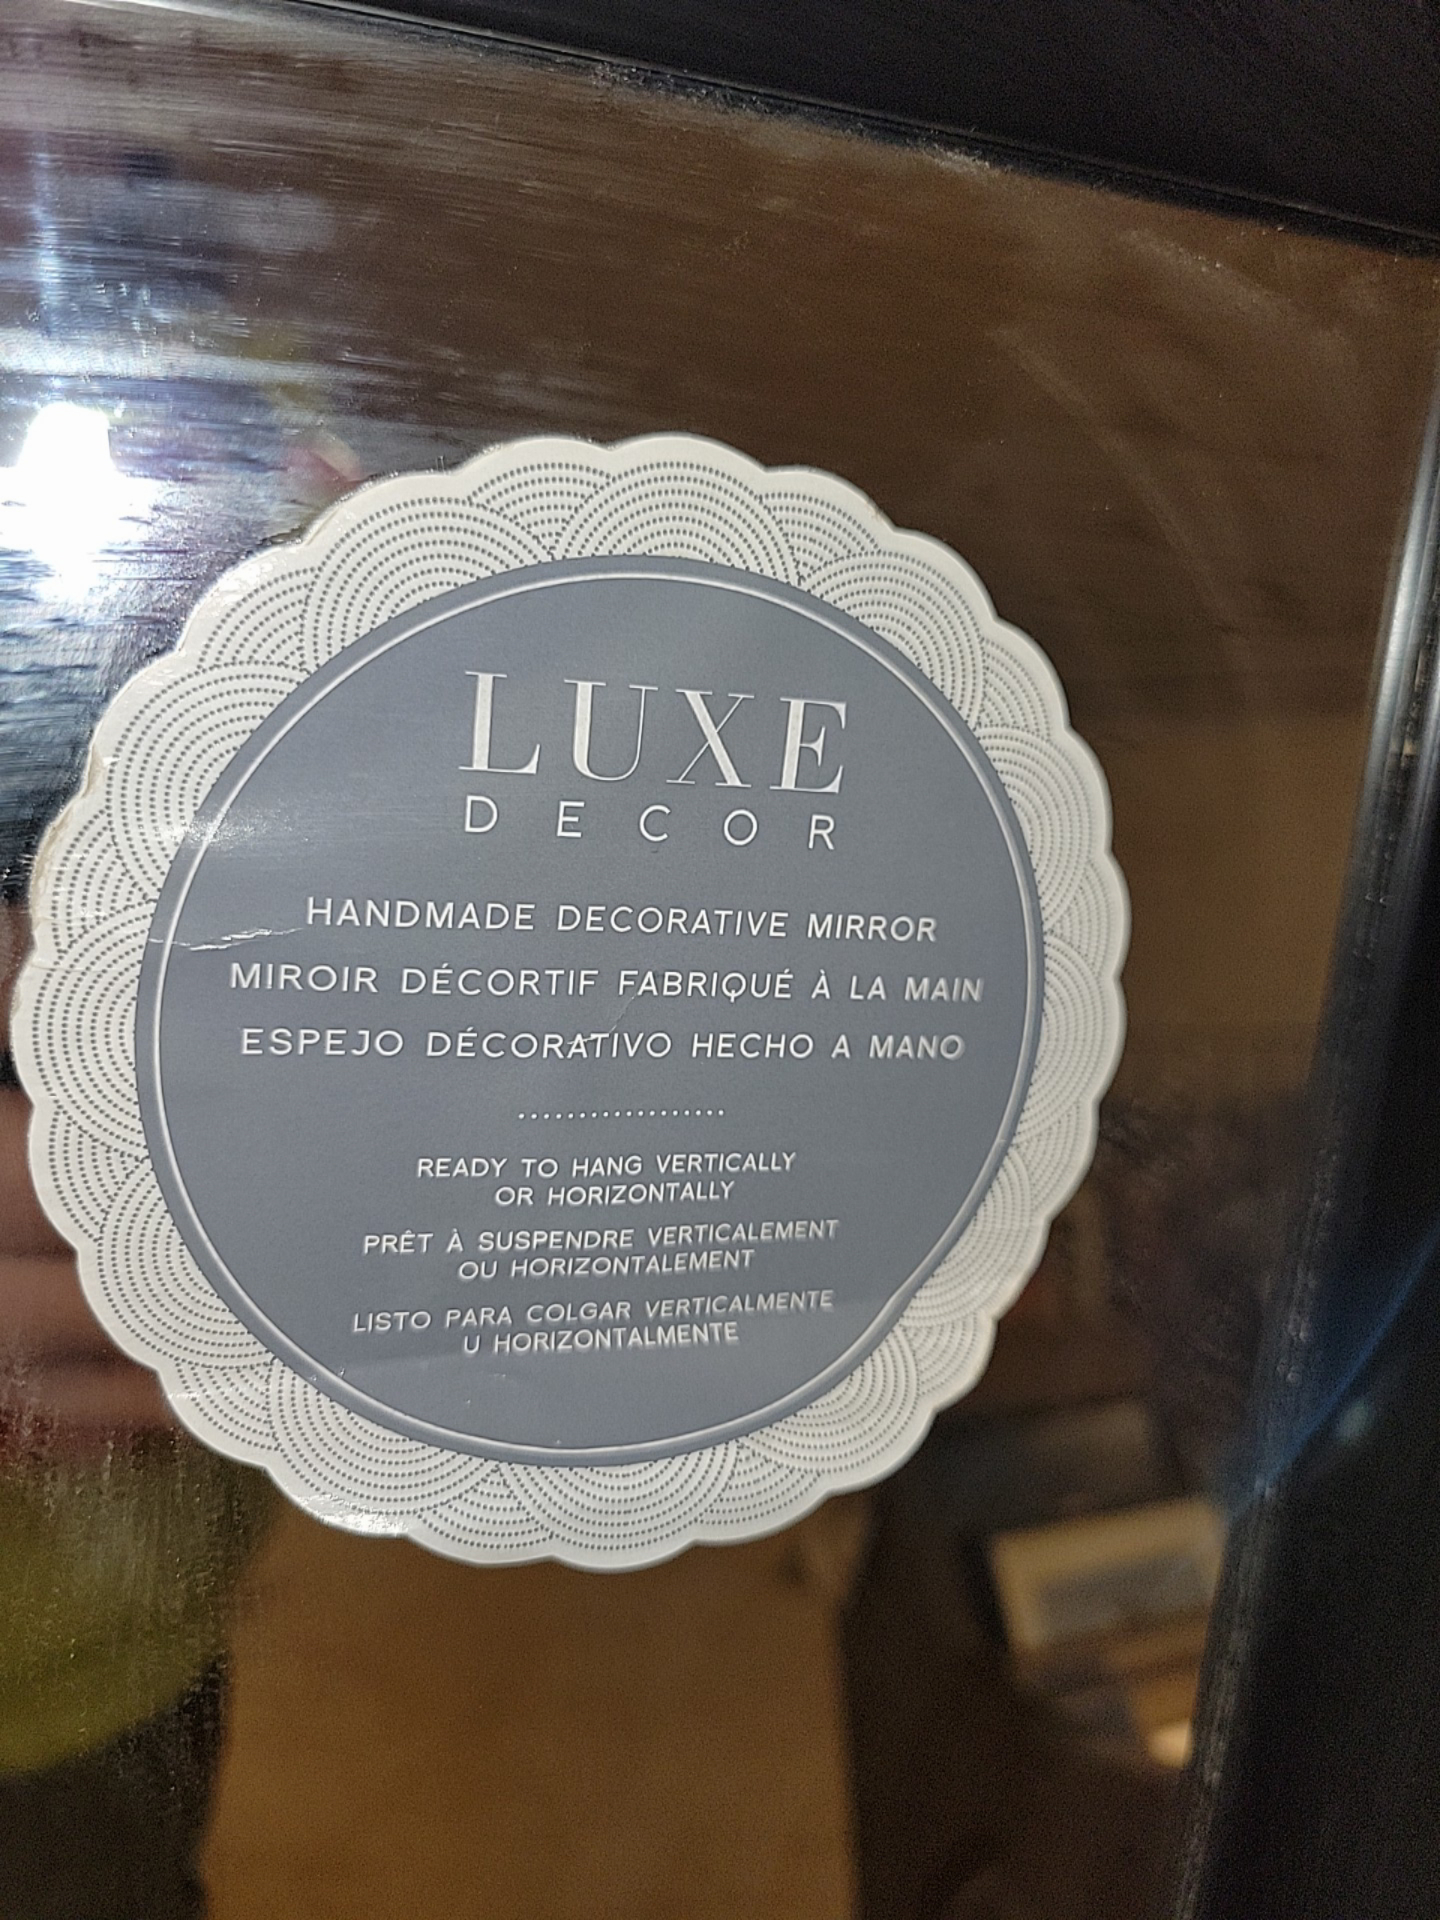 LUXE
DECOR
HANDMADE DECORATIVE MIRROR
MIROIR DÉCORTIF FABRIQUÉ À LA MAIN
ESPEJO DÉCORATIVO HECHO A MANO
READY TO HANG VERTICALLY
OR HORIZONTALLY
PRÊT À SUSPENDRE VERTICALEMENT
OU HORIZONTALEMENT
LISTO PARA COLGAR VERTICALMENTE
U HORIZONTALMENTE